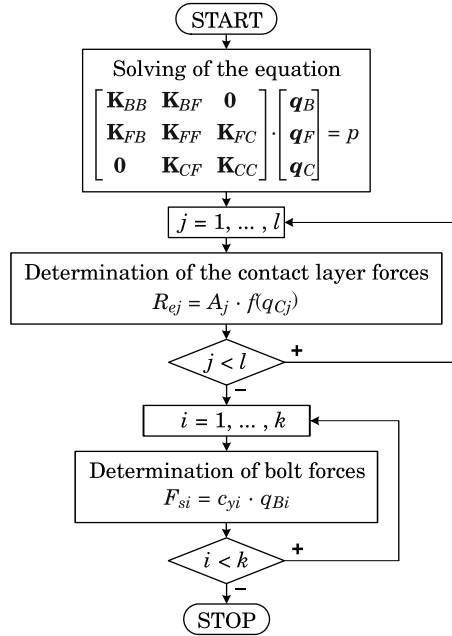 START
Solving of the equation
[K_BB K_BF 0] [q_B]
[K_FB K_FF K_FC] · [q_F] = p
[0 K_CF K_CC] [q_C]
j = 1, ... , l
Determination of the contact layer forces
R_ej = A_j · f(q_Cj)
j < l
+
−
i = 1, ... , k
Determination of bolt forces
F_si = c_yi · q_Bi
i < k
+
−
STOP